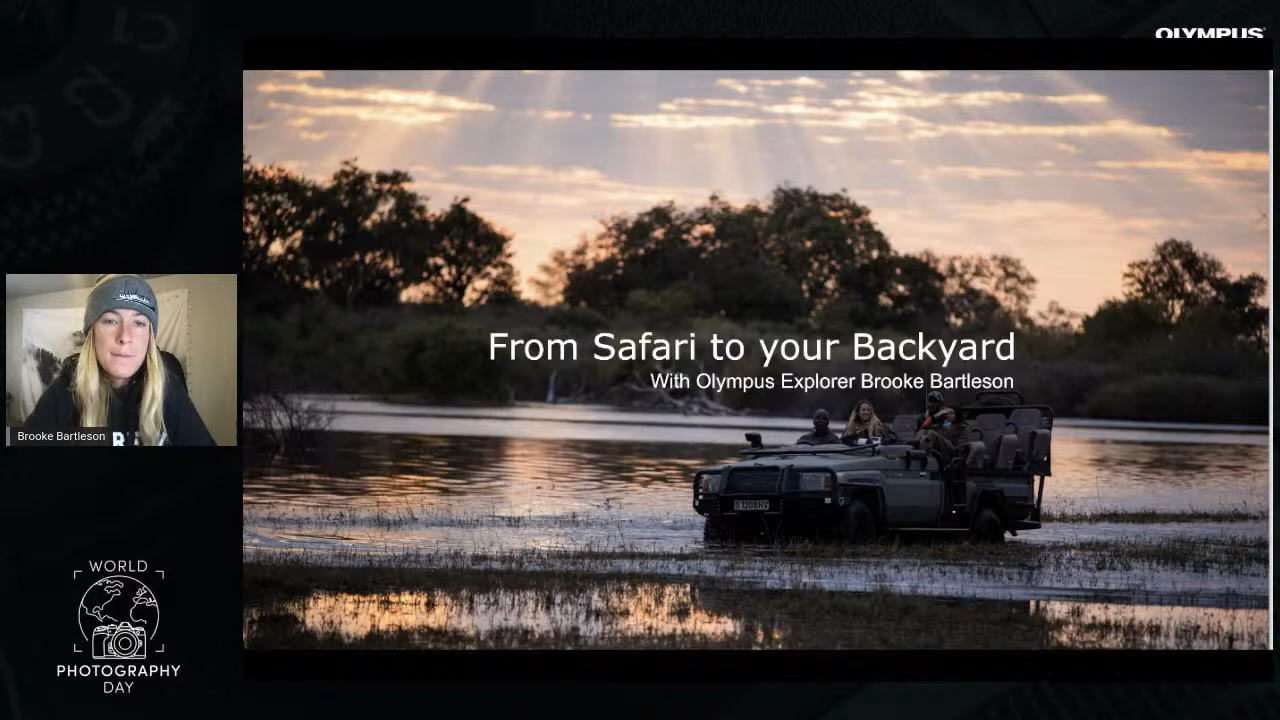 OLYMPUS
From Safari to your Backyard
With Olympus Explorer Brooke Bartleson
Brooke Bartleson
WORLD
PHOTOGRAPHY
DAY